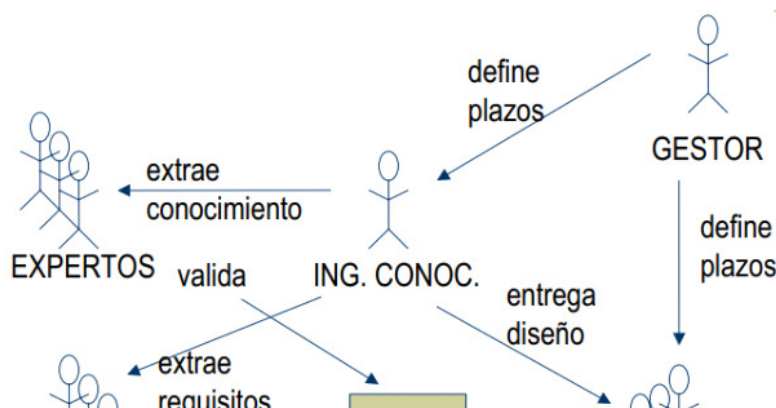 define
plazos
GESTOR
extrae
conocimiento
define
plazos
EXPERTOS
valida
ING. CONOC.
entrega
diseño
extrae
requisitos